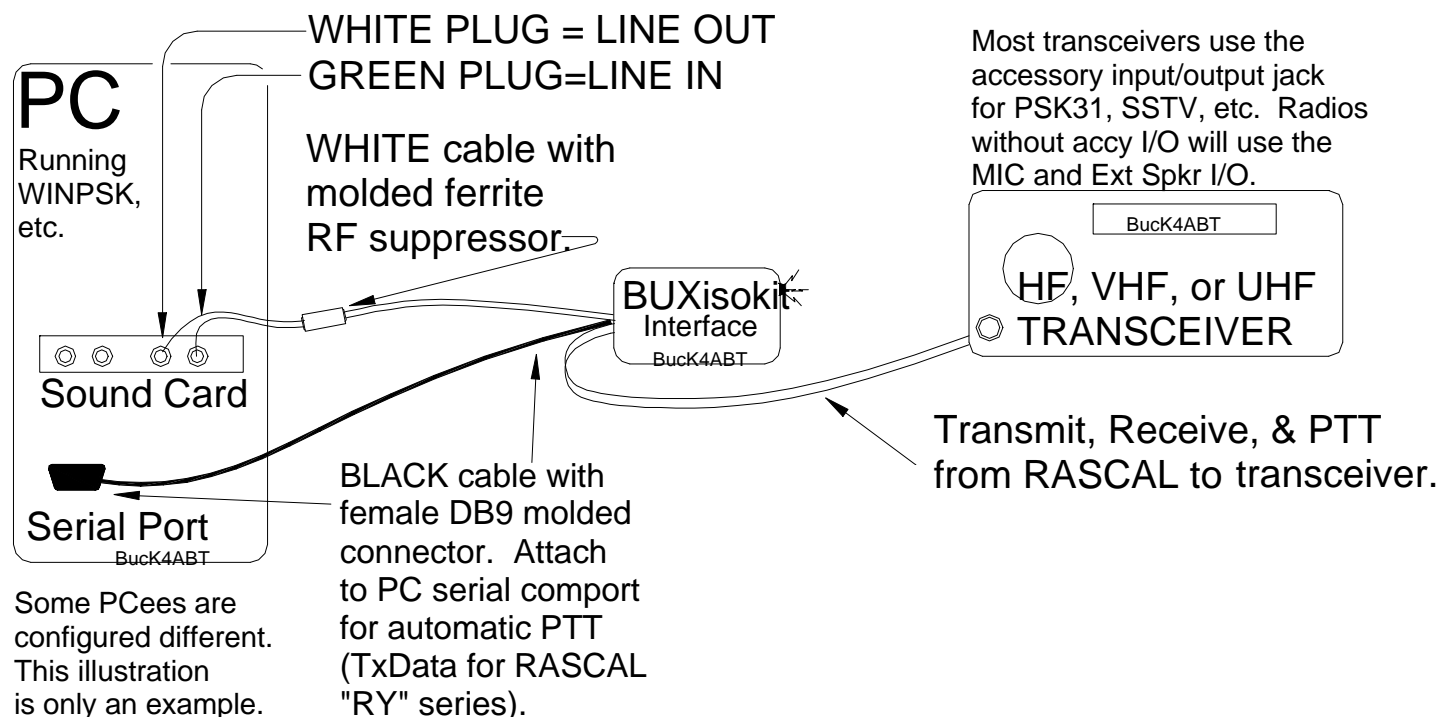 WHITE PLUG = LINE OUT
GREEN PLUG=LINE IN
PC
Running
WINPSK,
etc.
WHITE cable with
molded ferrite
RF suppressor.
Most transceivers use the
accessory input/output jack
for PSK31, SSTV, etc. Radios
without accy I/O will use the
MIC and Ext Spkr I/O.
BucK4ABT
HF, VHF, or UHF
TRANSCEIVER
BUXisokit
Interface
BucK4ABT
Sound Card
Serial Port
BucK4ABT
Transmit, Receive, & PTT
from RASCAL to transceiver.
BLACK cable with
female DB9 molded
connector. Attach
to PC serial comport
for automatic PTT
(TxData for RASCAL
"RY" series).
Some PCees are
configured different.
This illustration
is only an example.